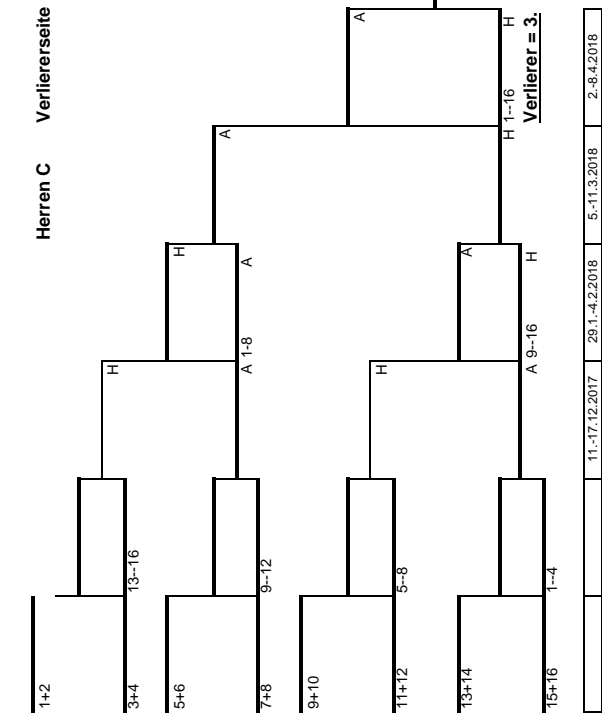 Herren C Verliererseite
1+2
H
3+4 13--16
5+6 H
A
A 1-8 A
7+8 9--12
9+10
A
H
11+12 5--8
13+14 A
H 1--16 H
A 9--16 H
Verlierer = 3.
15+16 1--4
11.-17.12.2017 29.1.-4.2.2018 5.-11.3.2018 2.-8.4.2018